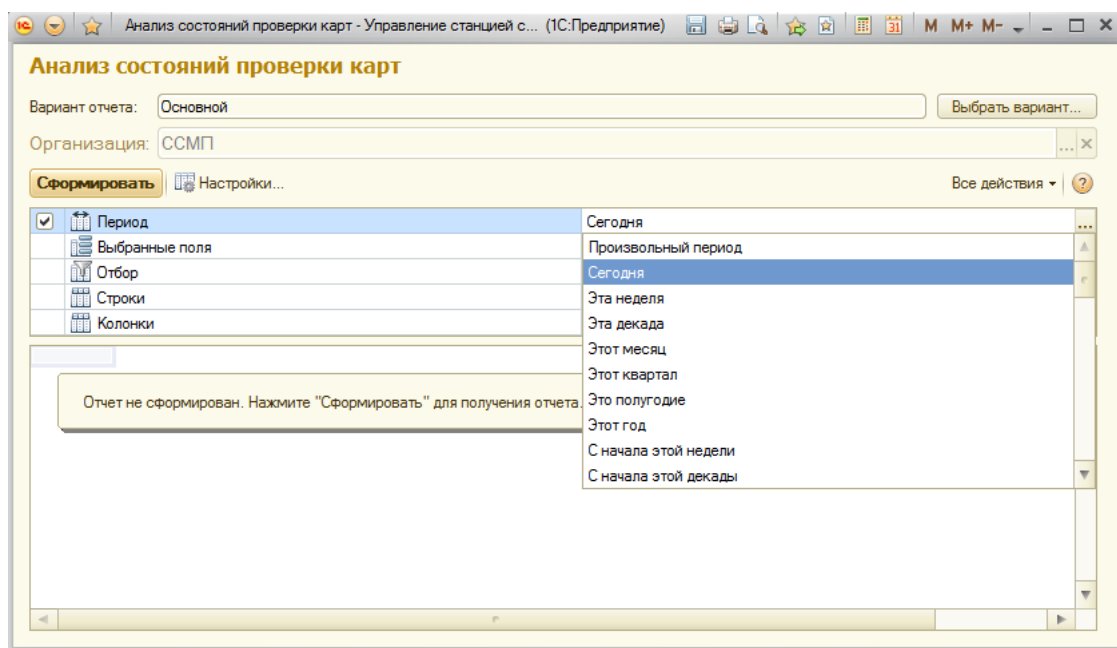 1С Анализ состояний проверки карт - Управление станцией с... (1С:Предприятие) 31 M M+ M-
Анализ состояний проверки карт
Вариант отчета: Основной Выбрать вариант...
Организация: ССМП ...
Сформировать Настройки... Все действия ?
Период Сегодня ...
Выбранные поля Произвольный период
Отбор Сегодня
Строки Эта неделя
Колонки Эта декада
Этот месяц
Этот квартал
Отчет не сформирован. Нажмите "Сформировать" для получения отчета. Это полугодие
Этот год
С начала этой недели
С начала этой декады